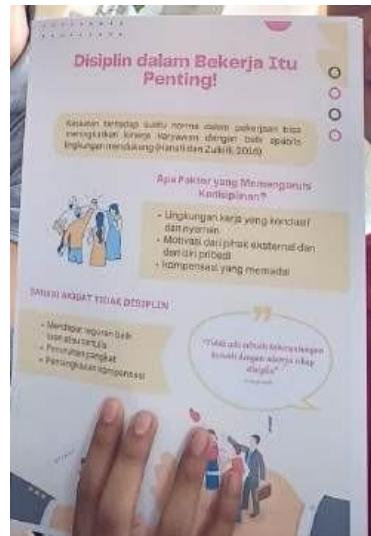 Disiplin dalam Bekerja Itu
Penting!
Ketaatan terhadap suatu norma dalam pekerjaan bisa
meningkatkan kinerja karyawan dengan baik apabila
lingkungan mendukung (Harlofi dan Zulkifli, 2016)
Apa Faktor yang Memengaruhi
Kedisiplinan?
• Lingkungan kerja yang kondusif
dan nyaman
• Motivasi dari pihak eksternal dan
dari diri pribadi
• Kompensasi yang memadai
SANKSI AKIBAT TIDAK DISIPLIN
• Mendapat teguran baik
lisan atau tertulis
• Penurunan pangkat
• Pemangkasan kompensasi
"Tidak ada sebuah keberuntungan
kecuali dengan adanya sikap
disiplin"